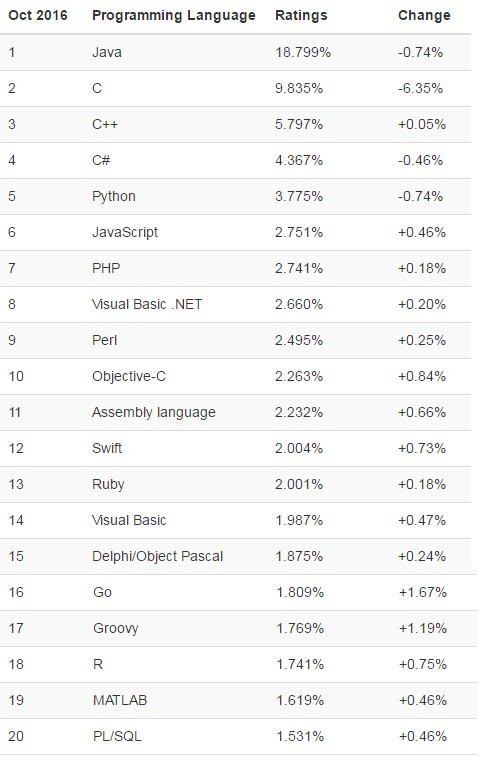 Oct 2016 Programming Language Ratings Change
1 Java 18.799% -0.74%
2 C 9.835% -6.35%
3 C++ 5.797% +0.05%
4 C# 4.367% -0.46%
5 Python 3.775% -0.74%
6 JavaScript 2.751% +0.46%
7 PHP 2.741% +0.18%
8 Visual Basic .NET 2.660% +0.20%
9 Perl 2.495% +0.25%
10 Objective-C 2.263% +0.84%
11 Assembly language 2.232% +0.66%
12 Swift 2.004% +0.73%
13 Ruby 2.001% +0.18%
14 Visual Basic 1.987% +0.47%
15 Delphi/Object Pascal 1.875% +0.24%
16 Go 1.809% +1.67%
17 Groovy 1.769% +1.19%
18 R 1.741% +0.75%
19 MATLAB 1.619% +0.46%
20 PL/SQL 1.531% +0.46%